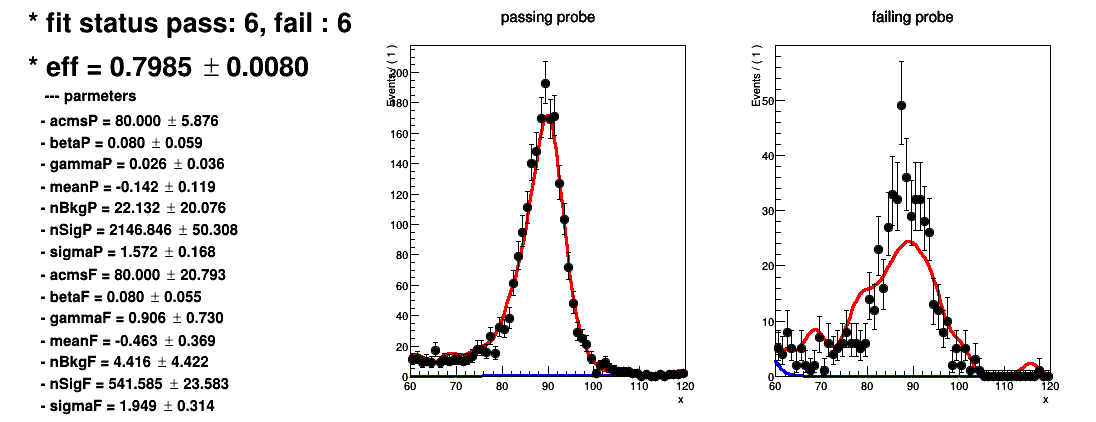 * fit status pass: 6, fail : 6
* eff = 0.7985 ± 0.0080
--- parmeters
- acmsP = 80.000 ± 5.876
- betaP = 0.080 ± 0.059
- gammaP = 0.026 ± 0.036
- meanP = -0.142 ± 0.119
- nBkgP = 22.132 ± 20.076
- nSigP = 2146.846 ± 50.308
- sigmaP = 1.572 ± 0.168
- acmsF = 80.000 ± 20.793
- betaF = 0.080 ± 0.055
- gammaF = 0.906 ± 0.730
- meanF = -0.463 ± 0.369
- nBkgF = 4.416 ± 4.422
- nSigF = 541.585 ± 23.583
- sigmaF = 1.949 ± 0.314
passing probe
Events / ( 1 )
200
180
160
140
120
100
80
60
40
20
0
60 70 80 90 100 110 120
x
failing probe
Events / ( 1 )
50
40
30
20
10
0
60 70 80 90 100 110 120
x